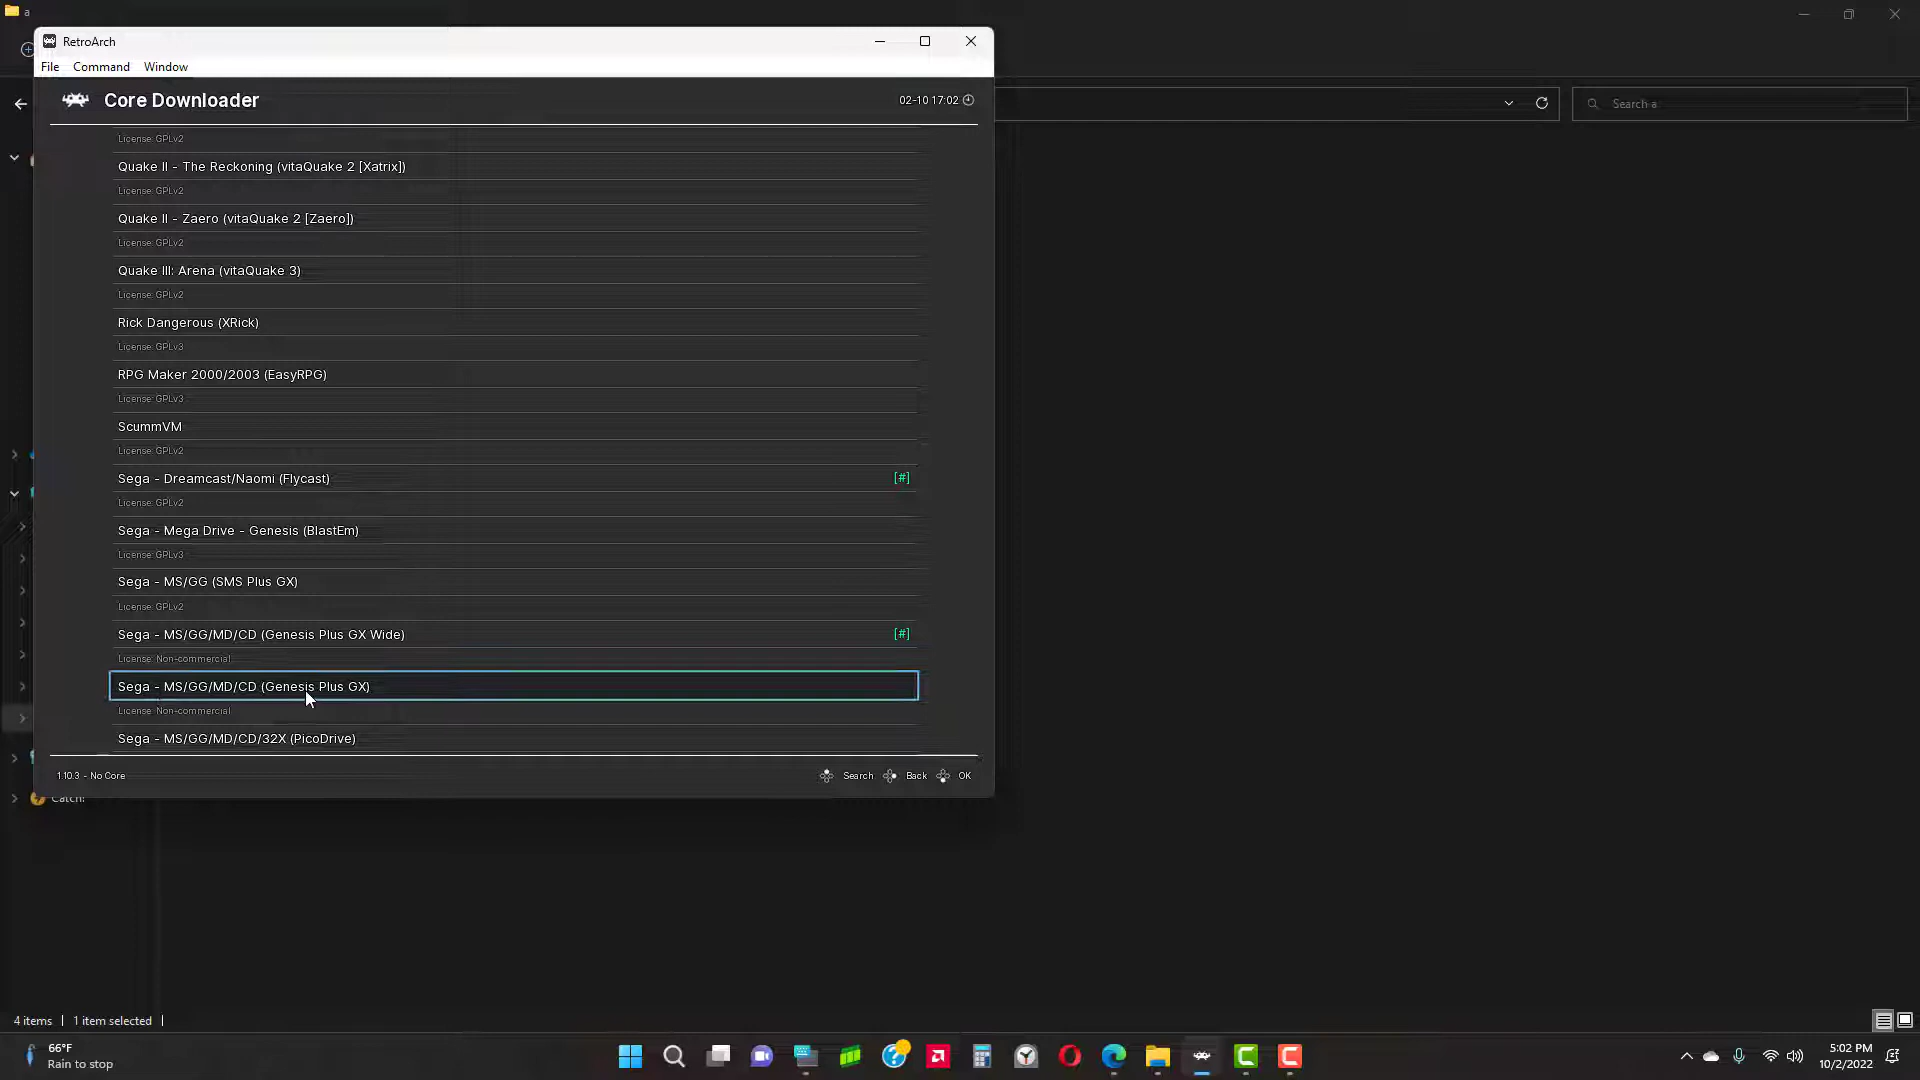 a
RetroArch
File Command Window
Core Downloader
02-10 17:02
Search a
License: GPLv2
Quake II - The Reckoning (vitaQuake 2 [Xatrix])
License: GPLv2
Quake II - Zaero (vitaQuake 2 [Zaero])
License: GPLv2
Quake III: Arena (vitaQuake 3)
License: GPLv2
Rick Dangerous (XRick)
License: GPLv3
RPG Maker 2000/2003 (EasyRPG)
License: GPLv3
ScummVM
License: GPLv2
Sega - Dreamcast/Naomi (Flycast) [#]
License: GPLv2
Sega - Mega Drive - Genesis (BlastEm)
License: GPLv3
Sega - MS/GG (SMS Plus GX)
License: GPLv2
Sega - MS/GG/MD/CD (Genesis Plus GX Wide) [#]
License: Non-commercial
Sega - MS/GG/MD/CD (Genesis Plus GX)
License: Non-commercial
Sega - MS/GG/MD/CD/32X (PicoDrive)
1.10.3 - No Core
Search Back OK
Catch!
4 items 1 item selected
66°F
Rain to stop
5:02 PM
10/2/2022